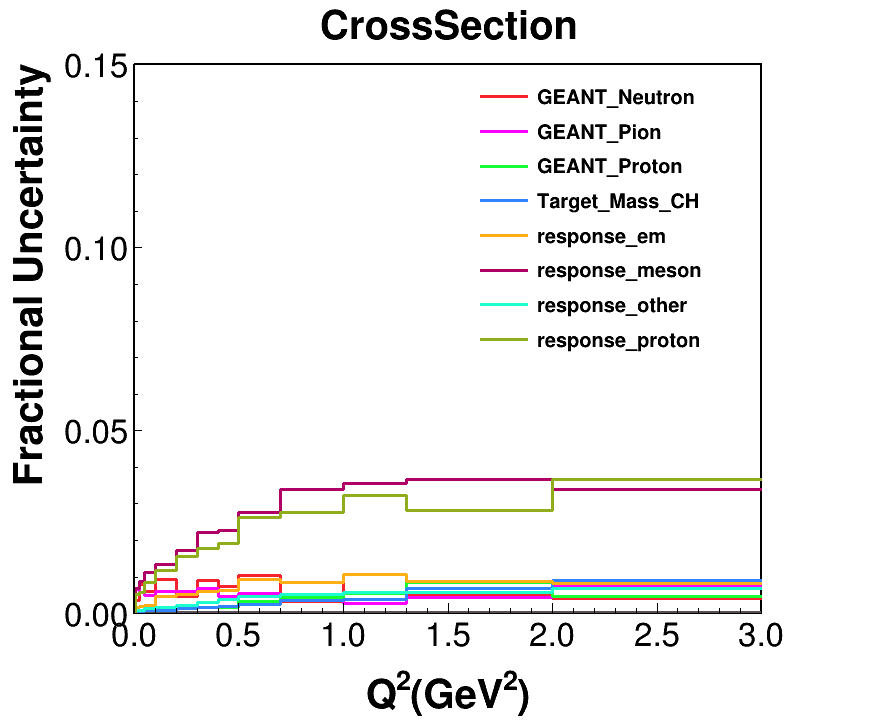 CrossSection
Fractional Uncertainty
0.15
0.10
0.05
0.00
GEANT_Neutron
GEANT_Pion
GEANT_Proton
Target_Mass_CH
response_em
response_meson
response_other
response_proton
0.0 0.5 1.0 1.5 2.0 2.5 3.0
Q²(GeV²)